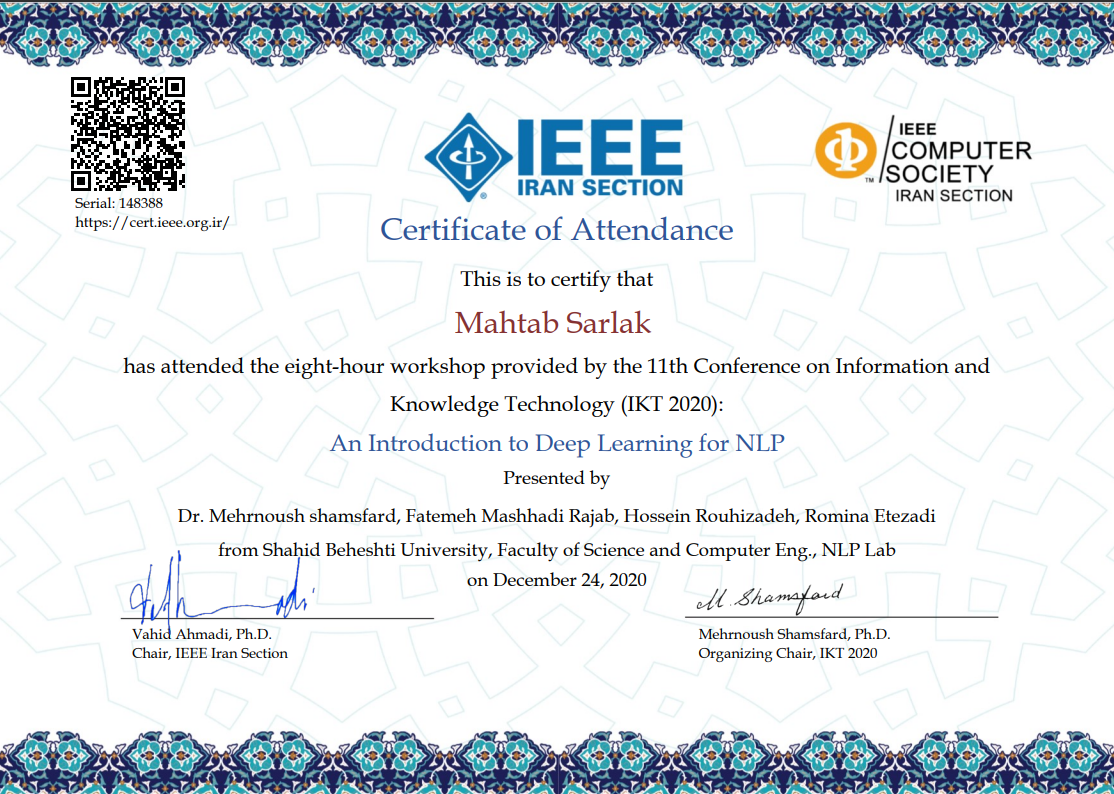 Serial: 148388
https://cert.ieee.org.ir/
IEEE
IRAN SECTION
®
IEEE
COMPUTER
SOCIETY
TM
IRAN SECTION
Certificate of Attendance
This is to certify that
Mahtab Sarlak
has attended the eight-hour workshop provided by the 11th Conference on Information and
Knowledge Technology (IKT 2020):
An Introduction to Deep Learning for NLP
Presented by
Dr. Mehrnoush shamsfard, Fatemeh Mashhadi Rajab, Hossein Rouhizadeh, Romina Etezadi
from Shahid Beheshti University, Faculty of Science and Computer Eng., NLP Lab
on December 24, 2020
M. Shamsfard
Vahid Ahmadi, Ph.D.
Chair, IEEE Iran Section
Mehrnoush Shamsfard, Ph.D.
Organizing Chair, IKT 2020